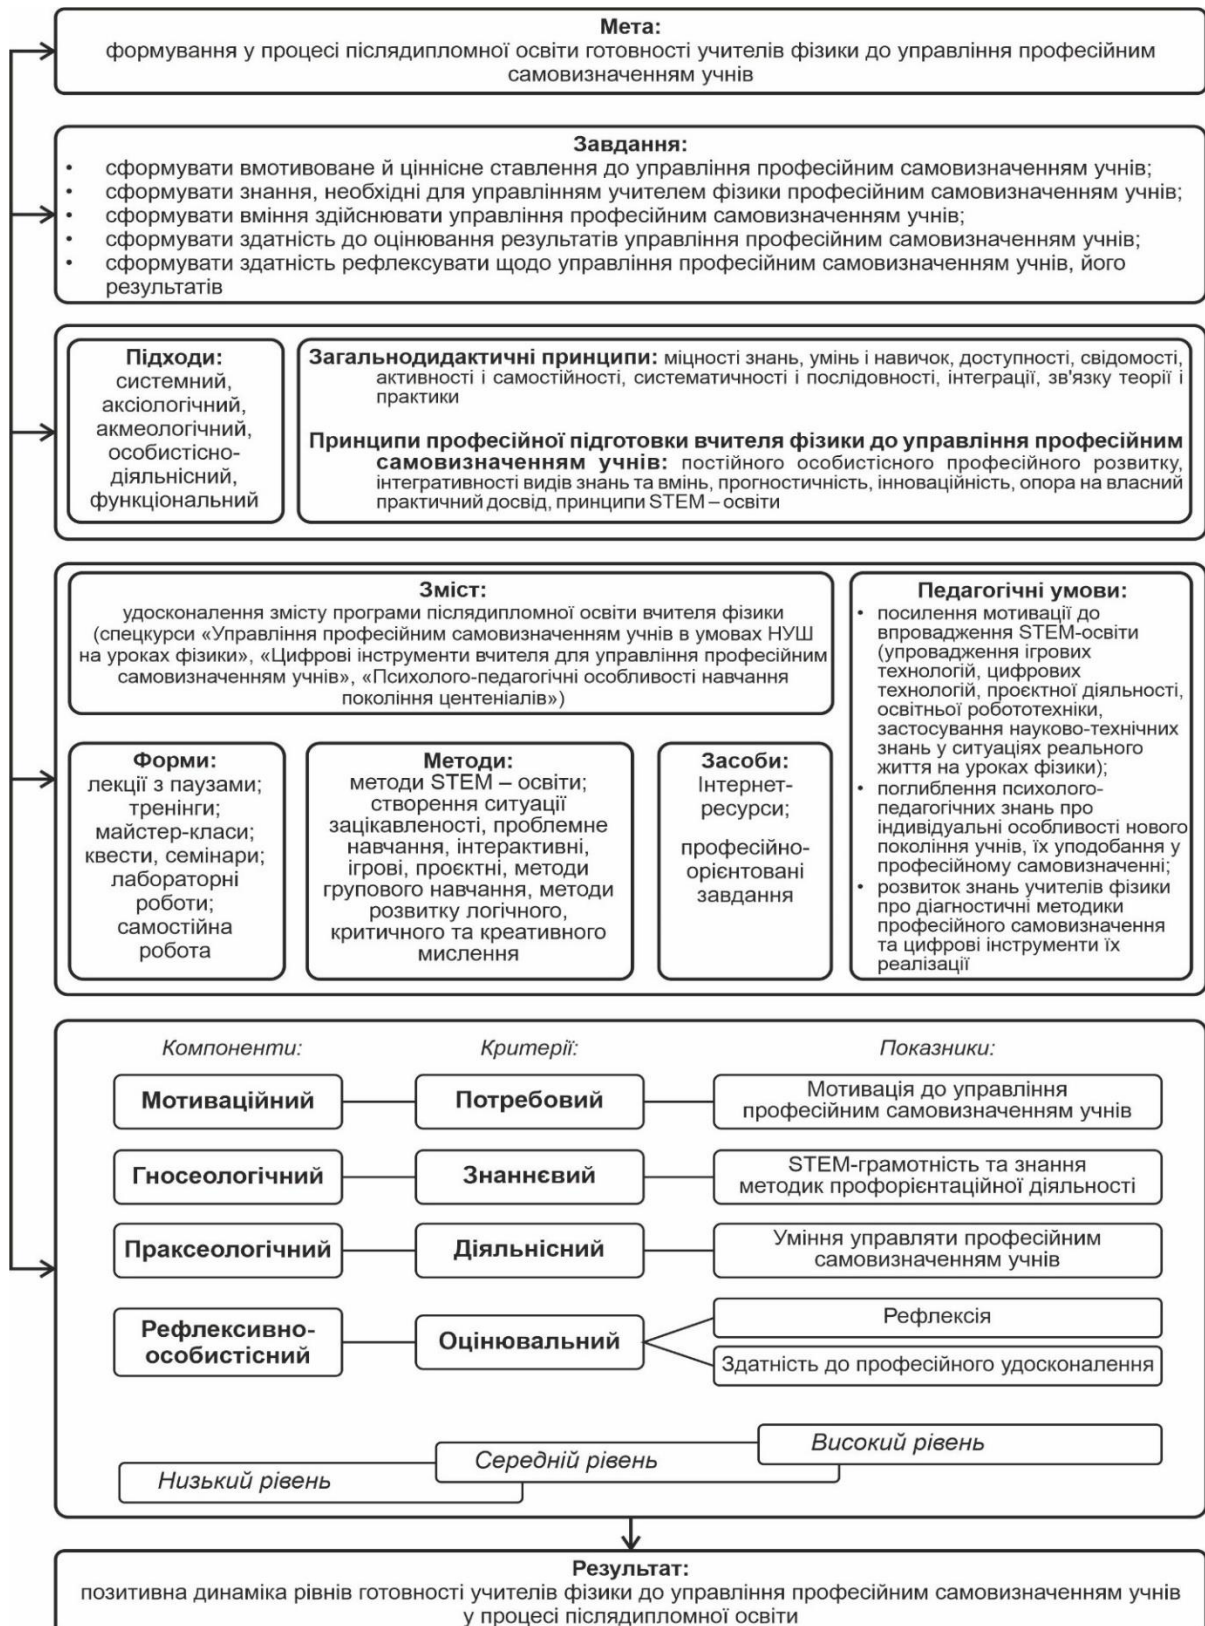 Мета:
формування у процесі післядипломної освіти готовності учителів фізики до управління професійним
самовизначенням учнів
Завдання:
• сформувати вмотивоване й ціннісне ставлення до управління професійним самовизначенням учнів;
• сформувати знання, необхідні для управлінням учителем фізики професійним самовизначенням учнів;
• сформувати вміння здійснювати управління професійним самовизначенням учнів;
• сформувати здатність до оцінювання результатів управління професійним самовизначенням учнів;
• сформувати здатність рефлексувати щодо управління професійним самовизначенням учнів, його
результатів
Підходи:
системний,
аксіологічний,
акмеологічний,
особистісно-
діяльнісний,
функціональний
Загальнодидактичні принципи: міцності знань, умінь і навичок, доступності, свідомості,
активності і самостійності, систематичності і послідовності, інтеграції, зв'язку теорії і
практики
Принципи професійної підготовки вчителя фізики до управління професійним
самовизначенням учнів: постійного особистісного професійного розвитку,
інтегративності видів знань та вмінь, прогностичність, інноваційність, опора на власний
практичний досвід, принципи STEM – освіти
Зміст:
удосконалення змісту програми післядипломної освіти вчителя фізики
(спецкурси «Управління професійним самовизначенням учнів в умовах НУШ
на уроках фізики», «Цифрові інструменти вчителя для управління професійним
самовизначенням учнів», «Психолого-педагогічні особливості навчання
покоління центеніалів»)
Форми:
лекції з паузами;
тренінги;
майстер-класи;
квести, семінари;
лабораторні
роботи;
самостійна
робота
Методи:
методи STEM – освіти;
створення ситуації
зацікавленості, проблемне
навчання, інтерактивні,
ігрові, проєктні, методи
групового навчання, методи
розвитку логічного,
критичного та креативного
мислення
Засоби:
Інтернет-
ресурси;
професійно-
орієнтовані
завдання
Педагогічні умови:
• посилення мотивації до
впровадження STEM-освіти
(упровадження ігрових
технологій, цифрових
технологій, проєктної діяльності,
освітньої робототехніки,
застосування науково-технічних
знань у ситуаціях реального
життя на уроках фізики);
• поглиблення психолого-
педагогічних знань про
індивідуальні особливості нового
покоління учнів, їх уподобання у
професійному самовизначенні;
• розвиток знань учителів фізики
про діагностичні методики
професійного самовизначення
та цифрові інструменти їх
реалізації
Компоненти: Критерії: Показники:
Мотиваційний
Потребовий
Мотивація до управління
професійним самовизначенням учнів
Гносеологічний
Знаннєвий
STEM-грамотність та знання
методик профорієнтаційної діяльності
Праксеологічний
Діяльнісний
Уміння управляти професійним
самовизначенням учнів
Рефлексивно-
особистісний
Оцінювальний
Рефлексія
Здатність до професійного удосконалення
Низький рівень
Середній рівень
Високий рівень
Результат:
позитивна динаміка рівнів готовності учителів фізики до управління професійним самовизначенням учнів
у процесі післядипломної освіти